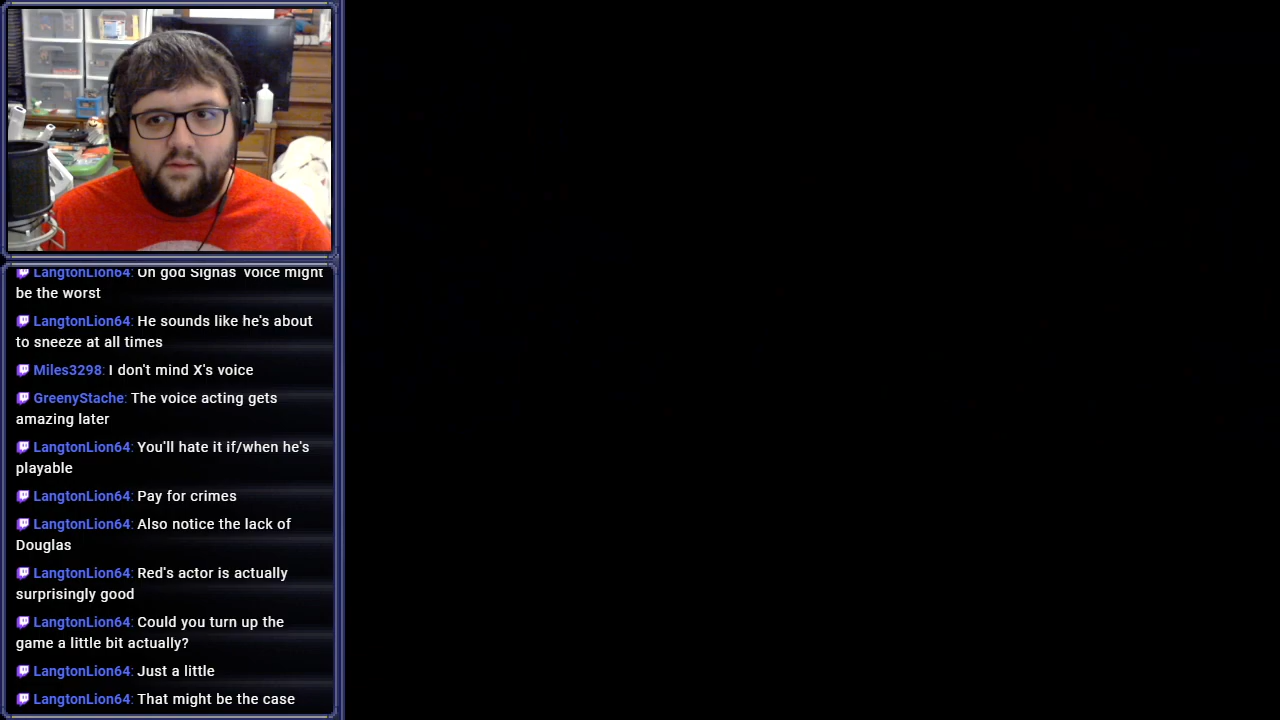 LangtonLion64: Oh god Signas' voice might
be the worst
LangtonLion64: He sounds like he's about
to sneeze at all times
Miles3298: I don't mind X's voice
GreenyStache: The voice acting gets
amazing later
LangtonLion64: You'll hate it if/when he's
playable
LangtonLion64: Pay for crimes
LangtonLion64: Also notice the lack of
Douglas
LangtonLion64: Red's actor is actually
surprisingly good
LangtonLion64: Could you turn up the
game a little bit actually?
LangtonLion64: Just a little
LangtonLion64: That might be the case